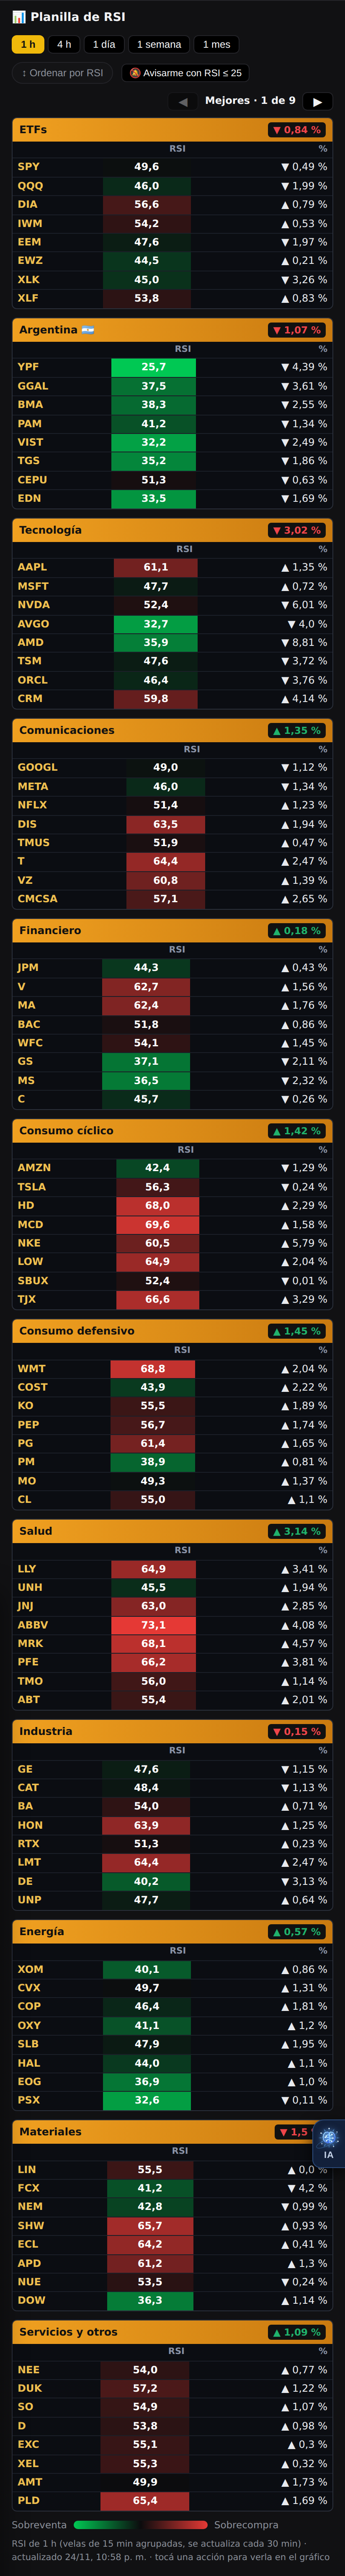 📊 Planilla de RSI
1 h 4 h 1 día 1 semana 1 mes
↕ Ordenar por RSI 🔕 Avisarme con RSI ≤ 25
◀ Mejores · 1 de 9 ▶
ETFs ▼ 0,84 %
RSI %
SPY 49,6 ▼ 0,49 %
QQQ 46,0 ▼ 1,99 %
DIA 56,6 ▲ 0,79 %
IWM 54,2 ▲ 0,53 %
EEM 47,6 ▼ 1,97 %
EWZ 44,5 ▲ 0,21 %
XLK 45,0 ▼ 3,26 %
XLF 53,8 ▲ 0,83 %
Argentina 🇦🇷 ▼ 1,07 %
RSI %
YPF 25,7 ▼ 4,39 %
GGAL 37,5 ▼ 3,61 %
BMA 38,3 ▼ 2,55 %
PAM 41,2 ▼ 1,34 %
VIST 32,2 ▼ 2,49 %
TGS 35,2 ▼ 1,86 %
CEPU 51,3 ▼ 0,63 %
EDN 33,5 ▼ 1,69 %
Tecnología ▼ 3,02 %
RSI %
AAPL 61,1 ▲ 1,35 %
MSFT 47,7 ▲ 0,72 %
NVDA 52,4 ▼ 6,01 %
AVGO 32,7 ▼ 4,0 %
AMD 35,9 ▼ 8,81 %
TSM 47,6 ▼ 3,72 %
ORCL 46,4 ▼ 3,76 %
CRM 59,8 ▲ 4,14 %
Comunicaciones ▲ 1,35 %
RSI %
GOOGL 49,0 ▼ 1,12 %
META 46,0 ▼ 1,34 %
NFLX 51,4 ▲ 1,23 %
DIS 63,5 ▲ 1,94 %
TMUS 51,9 ▲ 0,47 %
T 64,4 ▲ 2,47 %
VZ 60,8 ▲ 1,39 %
CMCSA 57,1 ▲ 2,65 %
Financiero ▲ 0,18 %
RSI %
JPM 44,3 ▲ 0,43 %
V 62,7 ▲ 1,56 %
MA 62,4 ▲ 1,76 %
BAC 51,8 ▲ 0,86 %
WFC 54,1 ▲ 1,45 %
GS 37,1 ▼ 2,11 %
MS 36,5 ▼ 2,32 %
C 45,7 ▼ 0,26 %
Consumo cíclico ▲ 1,42 %
RSI %
AMZN 42,4 ▼ 1,29 %
TSLA 56,3 ▼ 0,24 %
HD 68,0 ▲ 2,29 %
MCD 69,6 ▲ 1,58 %
NKE 60,5 ▲ 5,79 %
LOW 64,9 ▲ 2,04 %
SBUX 52,4 ▼ 0,01 %
TJX 66,6 ▲ 3,29 %
Consumo defensivo ▲ 1,45 %
RSI %
WMT 68,8 ▲ 2,04 %
COST 43,9 ▲ 2,22 %
KO 55,5 ▲ 1,89 %
PEP 56,7 ▲ 1,74 %
PG 61,4 ▲ 1,65 %
PM 38,9 ▲ 0,81 %
MO 49,3 ▲ 1,37 %
CL 55,0 ▲ 1,1 %
Salud ▲ 3,14 %
RSI %
LLY 64,9 ▲ 3,41 %
UNH 45,5 ▲ 1,94 %
JNJ 63,0 ▲ 2,85 %
ABBV 73,1 ▲ 4,08 %
MRK 68,1 ▲ 4,57 %
PFE 66,2 ▲ 3,81 %
TMO 56,0 ▲ 1,14 %
ABT 55,4 ▲ 2,01 %
Industria ▼ 0,15 %
RSI %
GE 47,6 ▼ 1,15 %
CAT 48,4 ▼ 1,13 %
BA 54,0 ▲ 0,71 %
HON 63,9 ▲ 1,25 %
RTX 51,3 ▲ 0,23 %
LMT 64,4 ▲ 2,47 %
DE 40,2 ▼ 3,13 %
UNP 47,7 ▲ 0,64 %
Energía ▲ 0,57 %
RSI %
XOM 40,1 ▲ 0,86 %
CVX 49,7 ▲ 1,31 %
COP 46,4 ▲ 1,81 %
OXY 41,1 ▲ 1,2 %
SLB 47,9 ▲ 1,95 %
HAL 44,0 ▲ 1,1 %
EOG 36,9 ▲ 1,0 %
PSX 32,6 ▼ 0,11 %
Materiales ▼ 1,5
RSI IA
LIN 55,5 ▲ 0,0 %
FCX 41,2 ▼ 4,2 %
NEM 42,8 ▼ 0,99 %
SHW 65,7 ▲ 0,93 %
ECL 64,2 ▲ 0,41 %
APD 61,2 ▲ 1,3 %
NUE 53,5 ▼ 0,24 %
DOW 36,3 ▲ 1,14 %
Servicios y otros ▲ 1,09 %
RSI %
NEE 54,0 ▲ 0,77 %
DUK 57,2 ▲ 1,22 %
SO 54,9 ▲ 1,07 %
D 53,8 ▲ 0,98 %
EXC 55,1 ▲ 0,3 %
XEL 55,3 ▲ 0,32 %
AMT 49,9 ▲ 1,73 %
PLD 65,4 ▲ 1,69 %
Sobreventa Sobrecompra
RSI de 1 h (velas de 15 min agrupadas, se actualiza cada 30 min) ·
actualizado 24/11, 10:58 p. m. · tocá una acción para verla en el gráfico